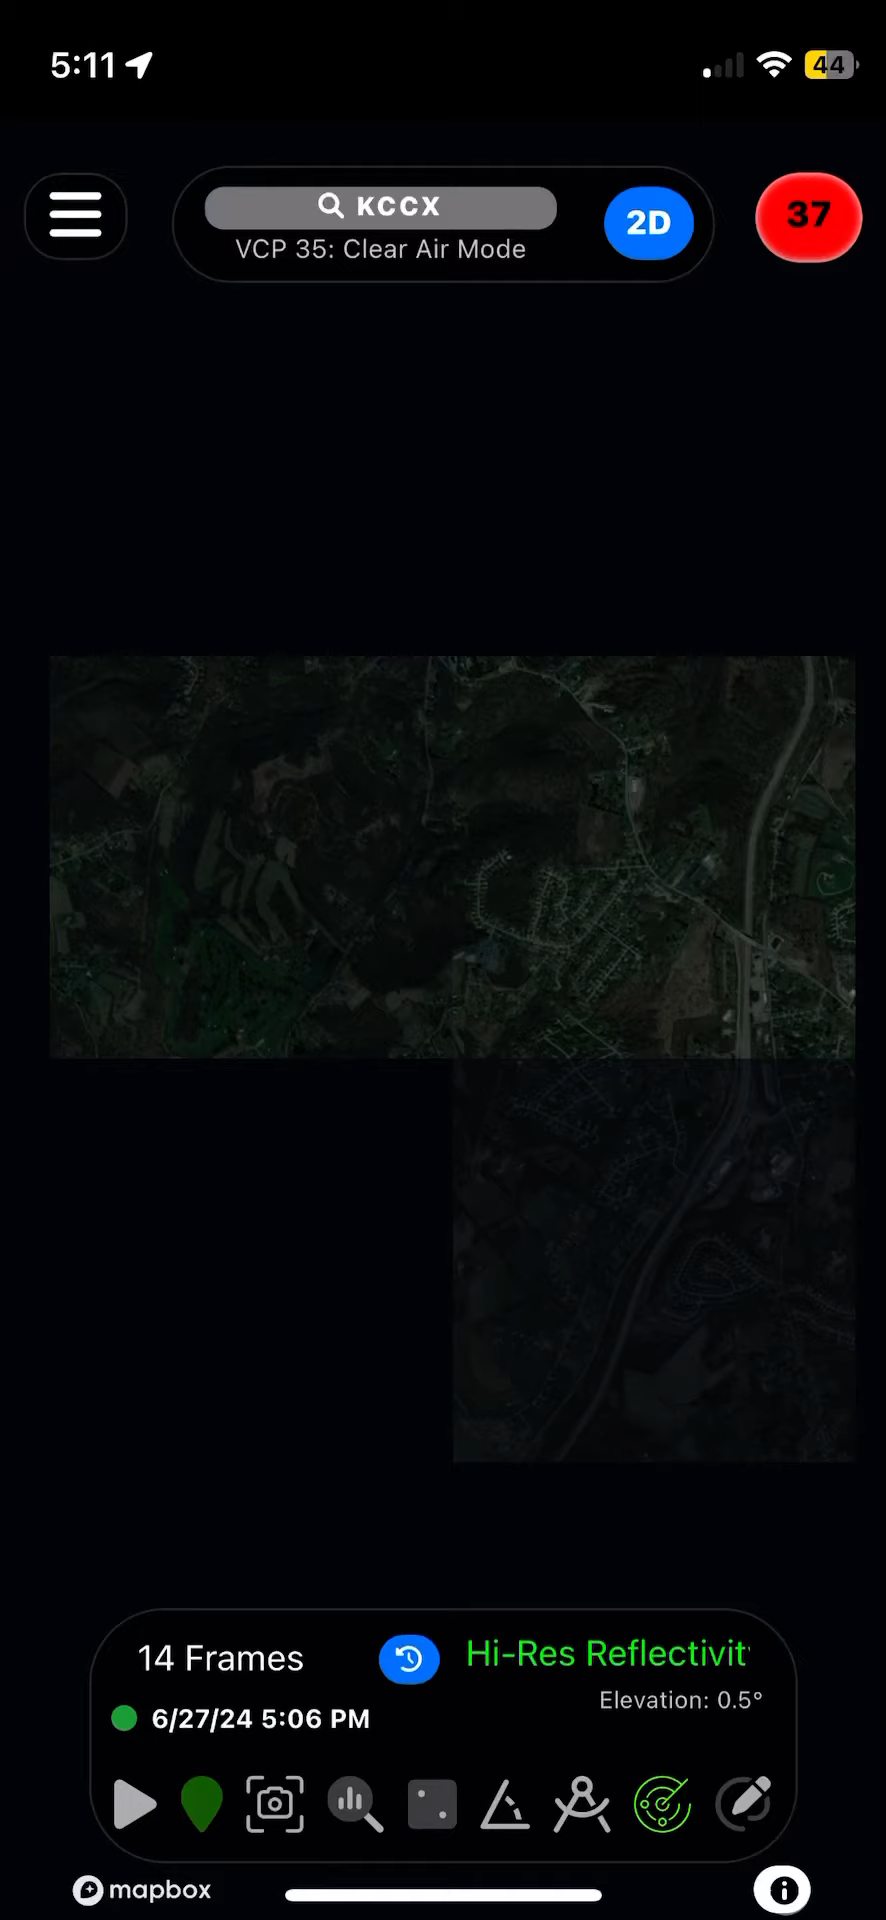 5:11
44
KCCX
VCP 35: Clear Air Mode
2D
37
14 Frames
Hi-Res Reflectivit
Elevation: 0.5°
6/27/24 5:06 PM
mapbox